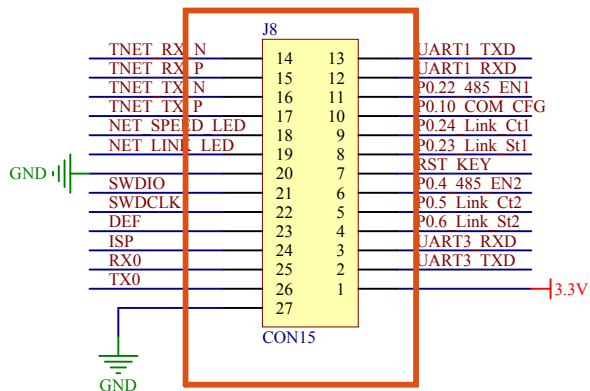 J8
TNET_RX_N 14 13 UART1_TXD
TNET_RX_P 15 12 UART1_RXD
TNET_TX_N 16 11 P0.22_485_EN1
TNET_TX_P 17 10 P0.10_COM_CFG
NET_SPEED_LED 18 9 P0.24_Link_Ct1
NET_LINK_LED 19 8 P0.23_Link_St1
GND 20 7 RST_KEY
SWDIO 21 6 P0.4_485_EN2
SWDCLK 22 5 P0.5_Link_Ct2
DEF 23 4 P0.6_Link_St2
ISP 24 3 UART3_RXD
RX0 25 2 UART3_TXD
TX0 26 1 3.3V
27
CON15
GND